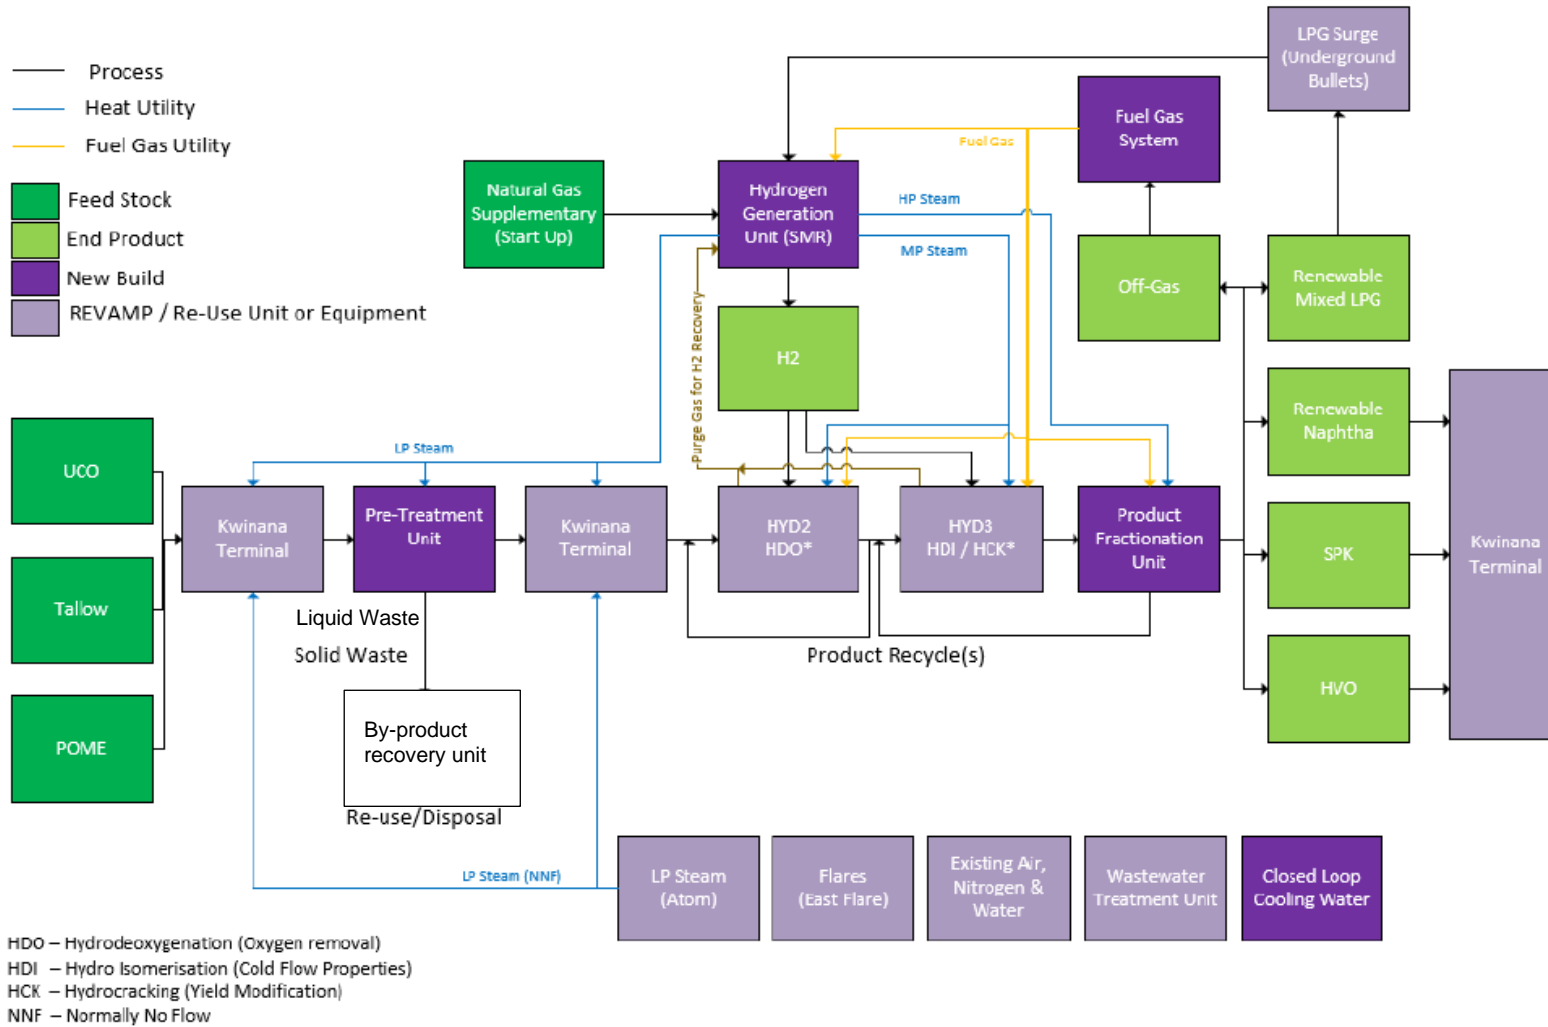 Process
Heat Utility
Fuel Gas Utility
Feed Stock
End Product
New Build
REVAMP / Re-Use Unit or Equipment
LPG Surge
(Underground
Bullets)
Fuel Gas
System
Fuel Gas
Natural Gas
Supplementary
(Start Up)
Hydrogen
Generation
Unit (SMR)
HP Steam
MP Steam
Off-Gas
Renewable
Mixed LPG
Purge Gas for H2 Recovery
H2
Renewable
Naphtha
LP Steam
UCO
Kwinana
Terminal
Pre-Treatment
Unit
Kwinana
Terminal
HYD2
HDO*
HYD3
HDI / HCK*
Product
Fractionation
Unit
SPK
Kwinana
Terminal
Tallow
Liquid Waste
Solid Waste
Product Recycle(s)
HVO
POME
By-product
recovery unit
Re-use/Disposal
LP Steam (NNF)
LP Steam
(Atom)
Flares
(East Flare)
Existing Air,
Nitrogen &
Water
Wastewater
Treatment Unit
Closed Loop
Cooling Water
HDO – Hydrodeoxygenation (Oxygen removal)
HDI – Hydro Isomerisation (Cold Flow Properties)
HCK – Hydrocracking (Yield Modification)
NNF – Normally No Flow